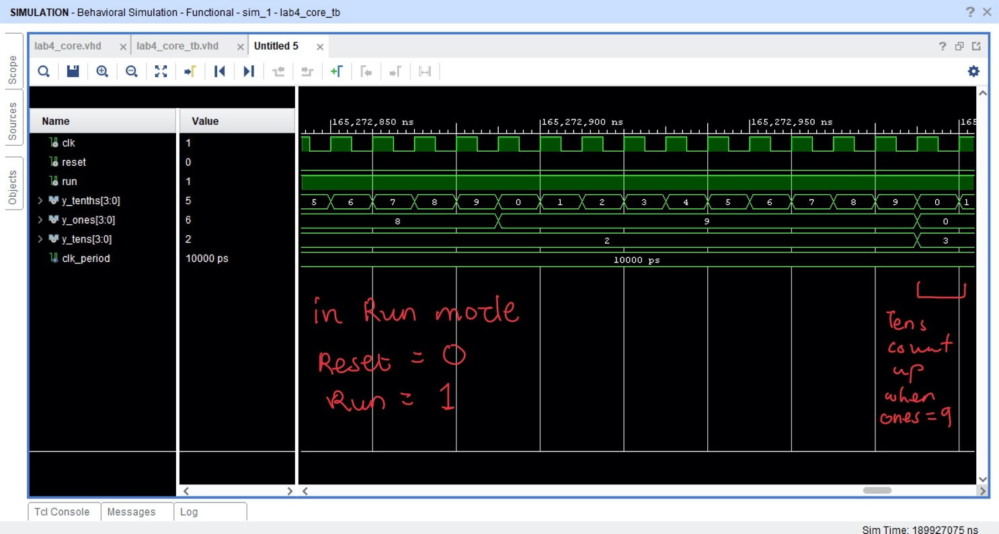 SIMULATION - Behavioral Simulation - Functional - sim_1 - lab4_core_tb
lab4_core.vhd lab4_core_tb.vhd Untitled 5
Scope
Sources
Objects
Name Value
165,272,850 ns 165,272,900 ns 165,272,950 ns 165
clk 1
reset 0
run 1
y_tenths[3:0] 5 5 6 7 8 9 0 1 2 3 4 5 6 7 8 9 0 1
y_ones[3:0] 6 8 9 0
y_tens[3:0] 2 2 3
clk_period 10000 ps 10000 ps
in Run mode
Reset = 0
Run = 1
Tens
count
up
when
ones = 9
Tcl Console Messages Log
Sim Time: 189927075 ns